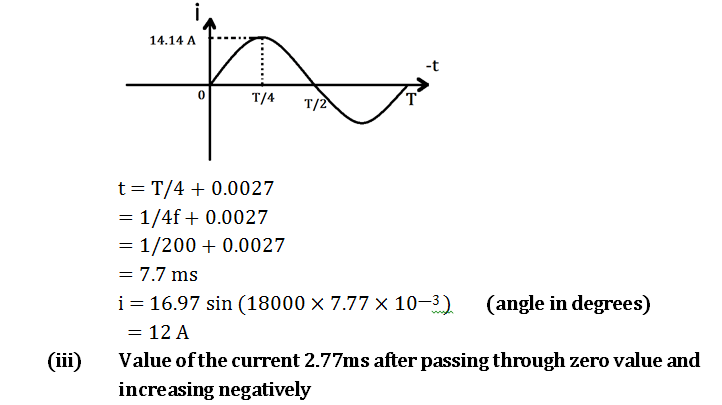 i
14.14 A
-t
0
T/4
T/2
T
t = T/4 + 0.0027
= 1/4f + 0.0027
= 1/200 + 0.0027
= 7.7 ms
i = 16.97 sin (18000 × 7.77 × 10−3) (angle in degrees)
= 12 A
(iii) Value of the current 2.77ms after passing through zero value and
increasing negatively